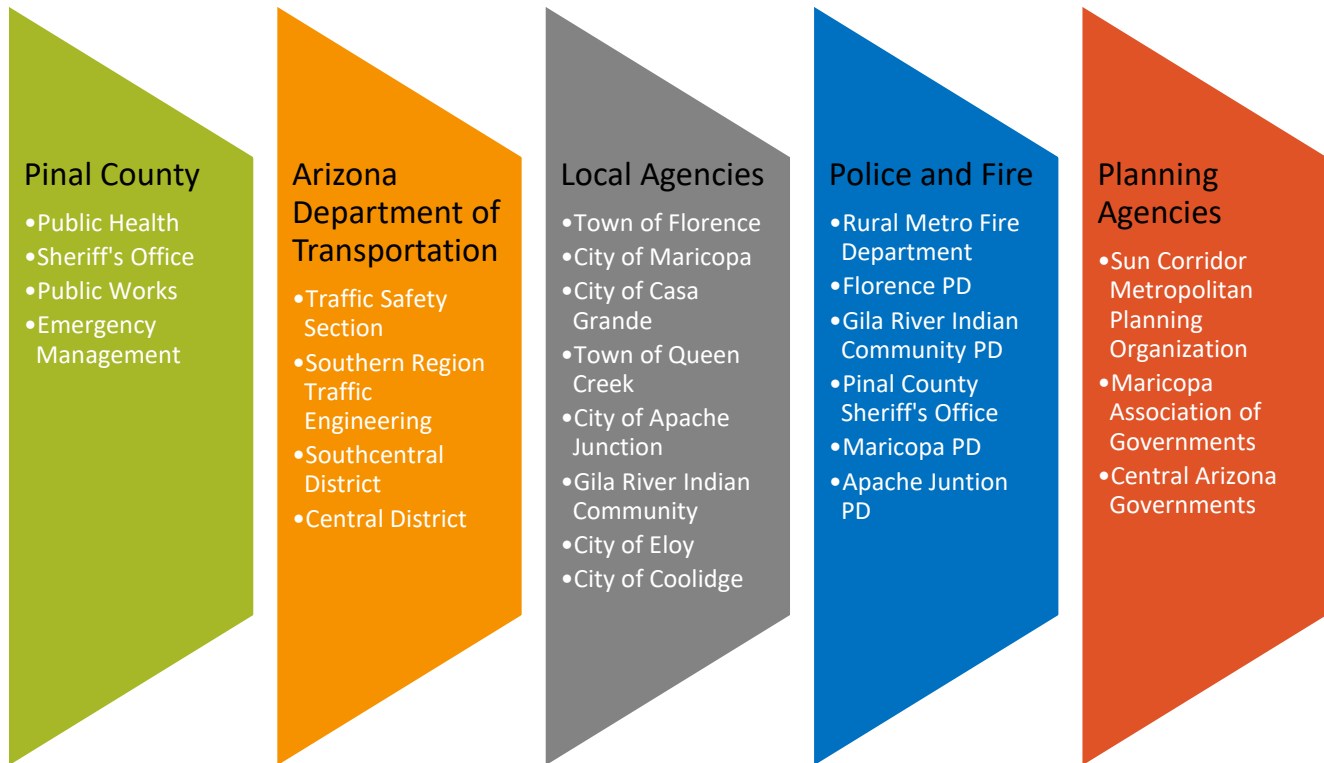 Pinal County
•Public Health
•Sheriff's Office
•Public Works
•Emergency
Management
Arizona
Department of
Transportation
•Traffic Safety
Section
•Southern Region
Traffic
Engineering
•Southcentral
District
•Central District
Local Agencies
•Town of Florence
•City of Maricopa
•City of Casa
Grande
•Town of Queen
Creek
•City of Apache
Junction
•Gila River Indian
Community
•City of Eloy
•City of Coolidge
Police and Fire
•Rural Metro Fire
Department
•Florence PD
•Gila River Indian
Community PD
•Pinal County
Sheriff's Office
•Maricopa PD
•Apache Juntion
PD
Planning
Agencies
•Sun Corridor
Metropolitan
Planning
Organization
•Maricopa
Association of
Governments
•Central Arizona
Governments